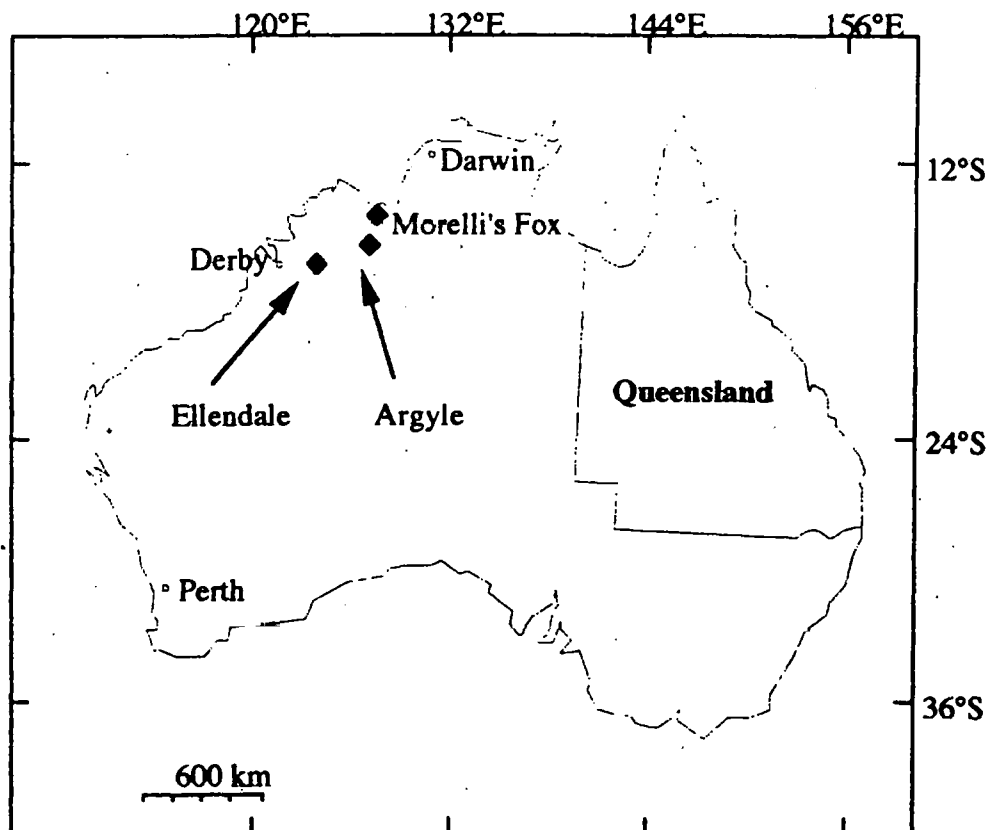 120°E 132°E 144°E 156°E
Darwin
12°S
Morelli's Fox
Derby
Queensland
Ellendale Argyle
24°S
Perth
36°S
600 km